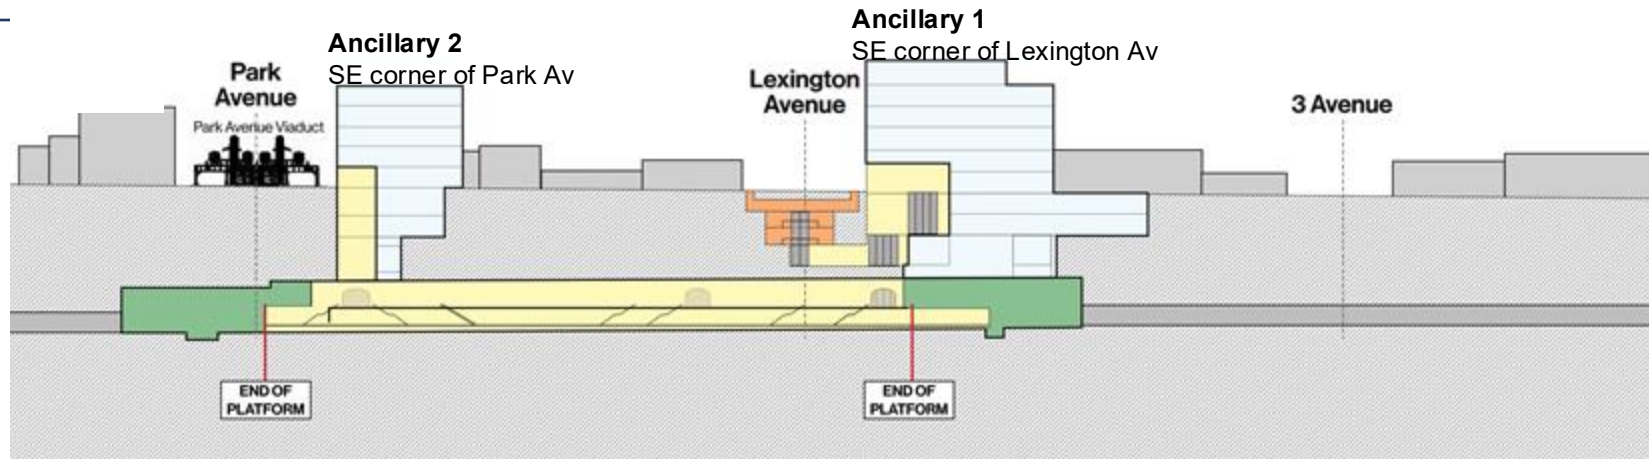 Ancillary 1
SE corner of Lexington Av
Ancillary 2
SE corner of Park Av
Park
Avenue
Park Avenue Viaduct
Lexington
Avenue
3 Avenue
END OF
PLATFORM
END OF
PLATFORM